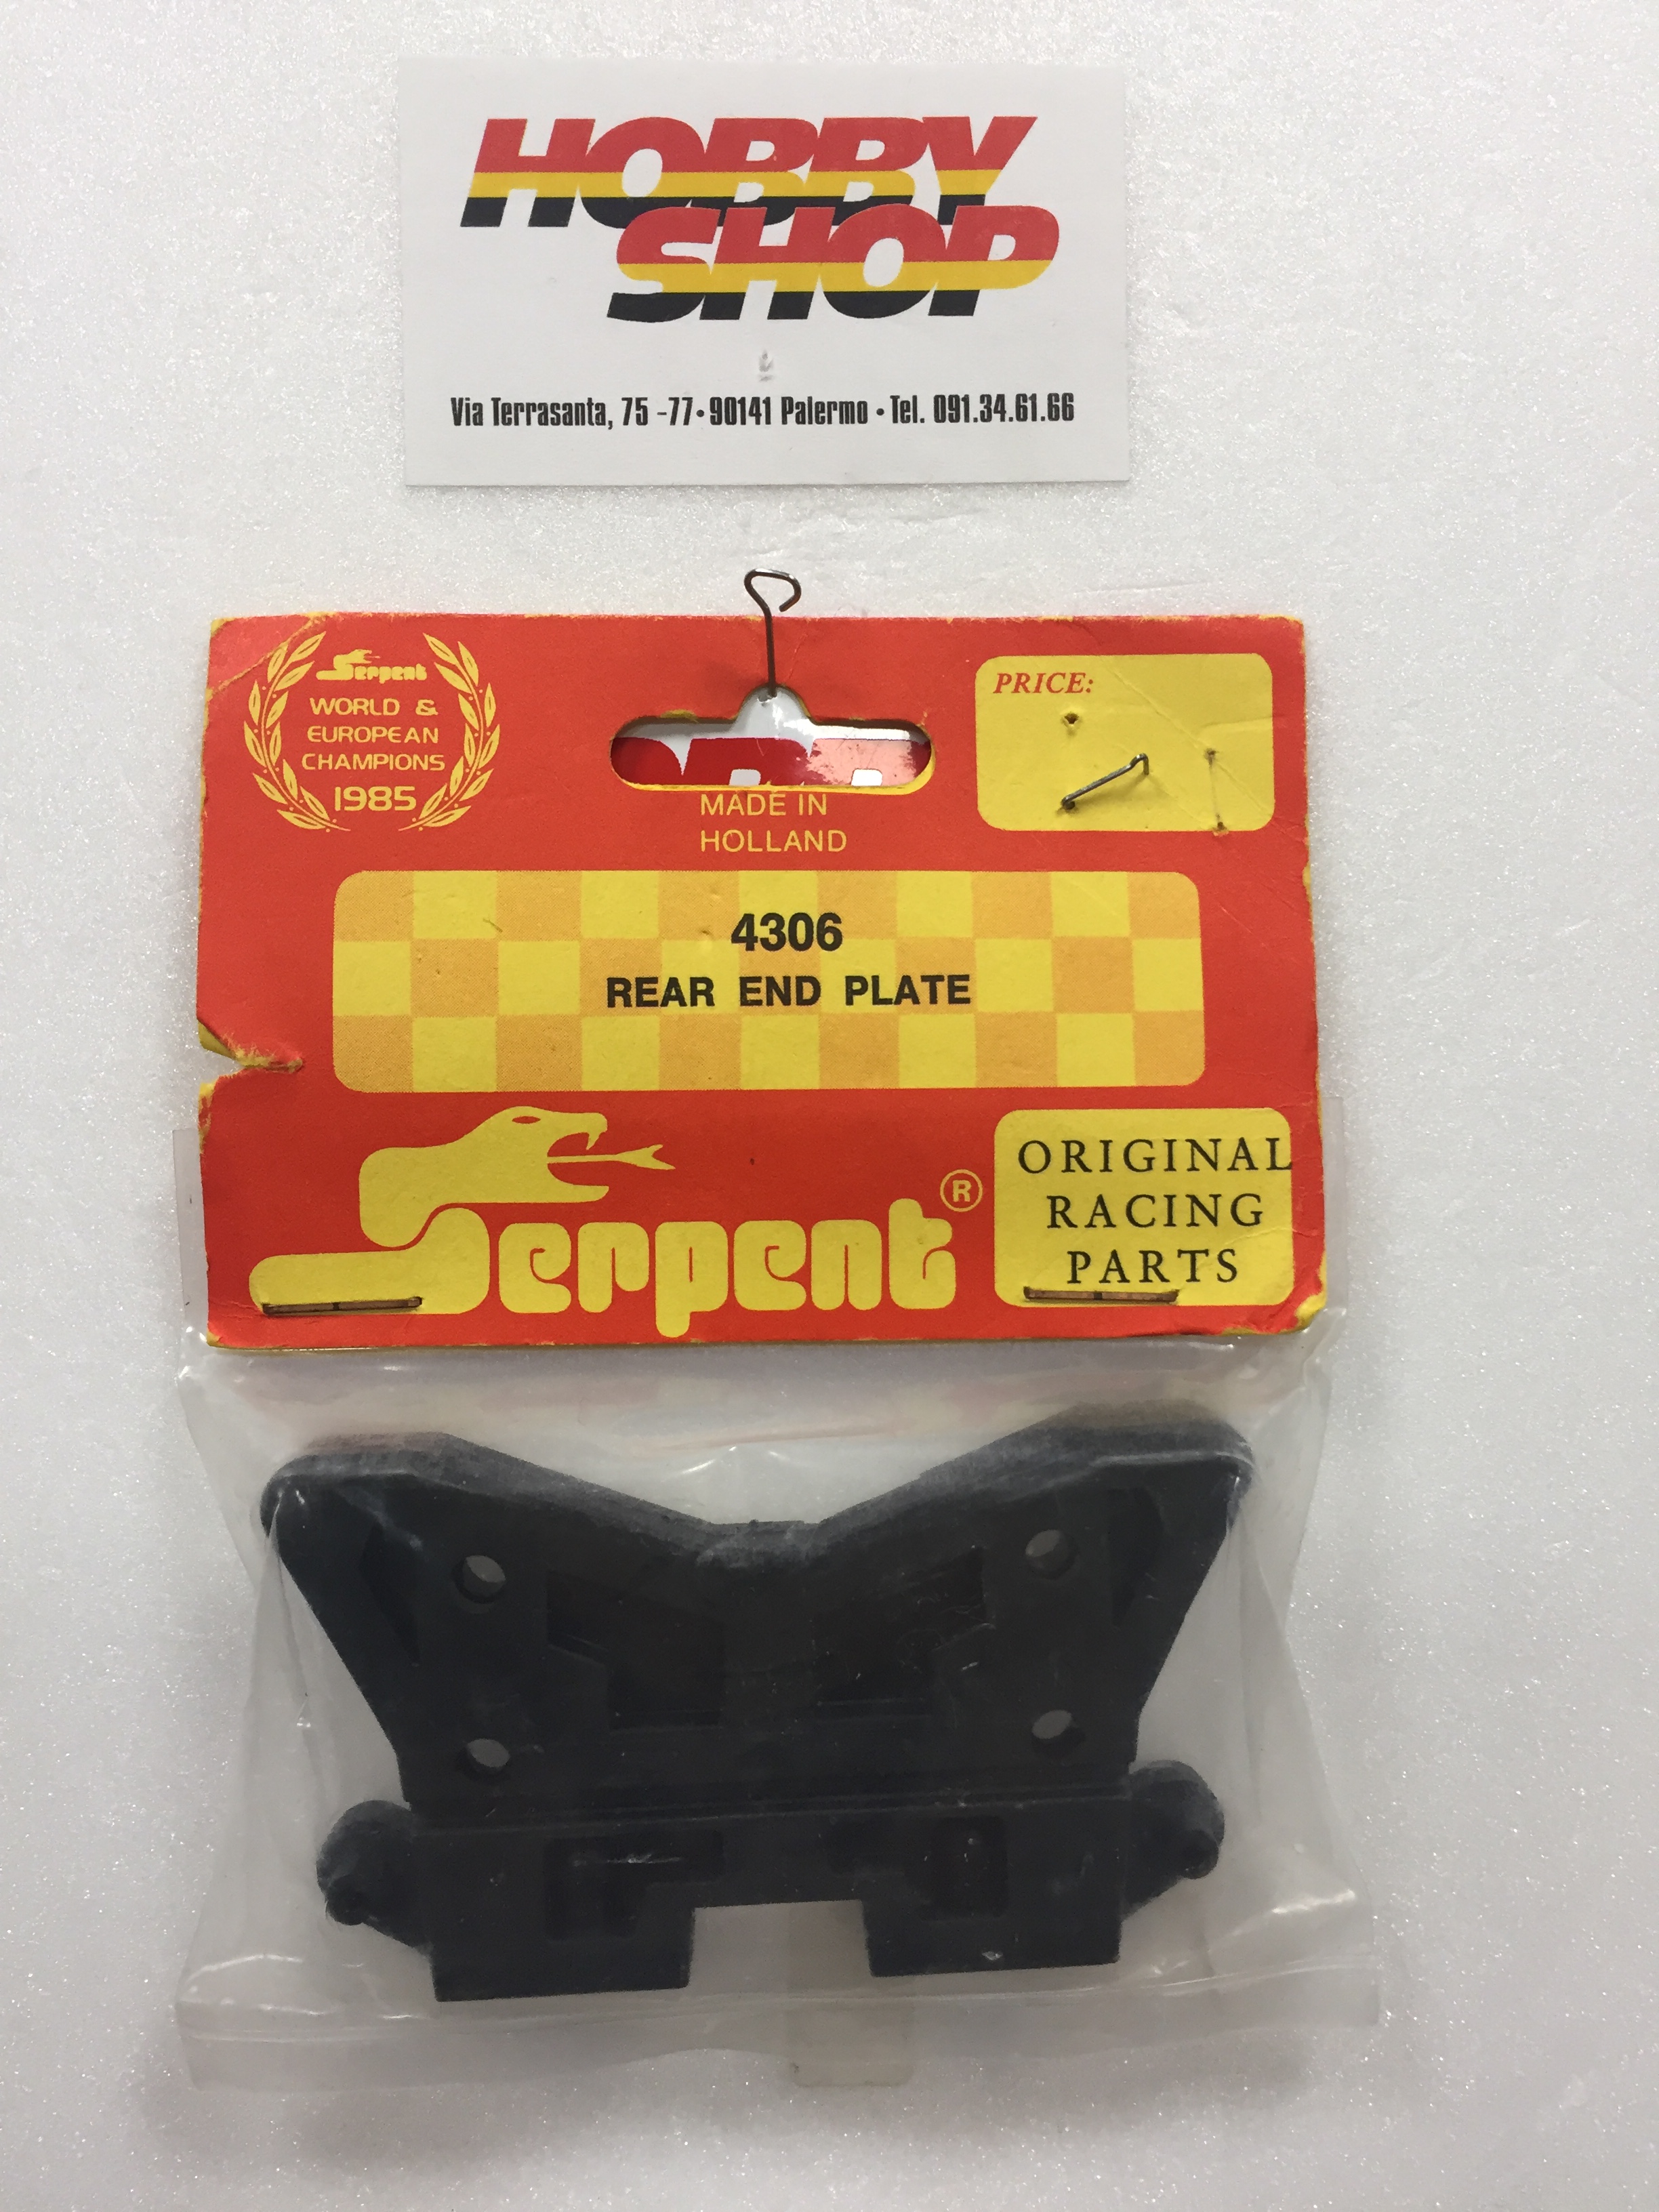 HOBBY
SHOP
Via Terrasanta, 75 -77 • 90141 Palermo • Tel. 091.34.61.66
Serpent
WORLD &
EUROPEAN
CHAMPIONS
1985
PRICE:
MADE IN
HOLLAND
4306
REAR END PLATE
Serpent®
ORIGINAL
RACING
PARTS